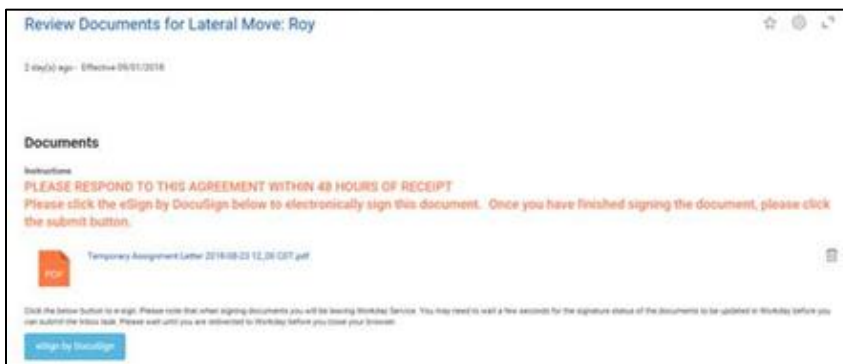 Review Documents for Lateral Move: Roy
2 day(s) ago - Effective 09/01/2018
Documents
Instructions
PLEASE RESPOND TO THIS AGREEMENT WITHIN 48 HOURS OF RECEIPT
Please click the eSign by DocuSign below to electronically sign this document. Once you have finished signing the document, please click
the submit button.
PDF
Temporary Assignment Letter 2018-08-23 12_06 CDT.pdf
Click the below button to e-sign. Please note that when signing documents you will be leaving Workday Service. You may need to wait a few seconds for the signature status of the documents to be updated in Workday before you
can submit the Inbox task. Please wait until you are redirected to Workday before you close your browser.
eSign by DocuSign